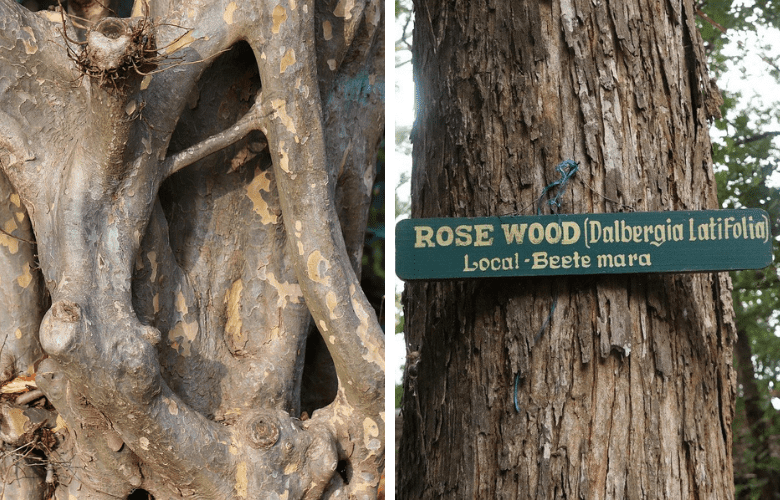 ROSE WOOD (Dalbergia Latifolia)
Local - Beete mara